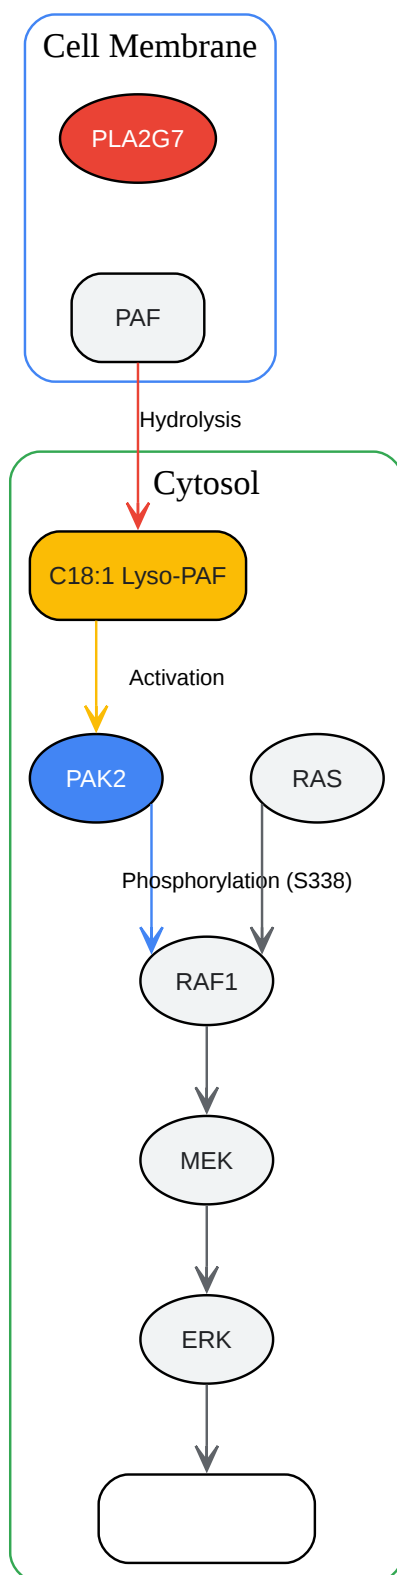 Cell Membrane
PLA2G7
PAF
Hydrolysis
Cytosol
C18:1 Lyso-PAF
Activation
PAK2
RAS
Phosphorylation (S338)
RAF1
MEK
ERK